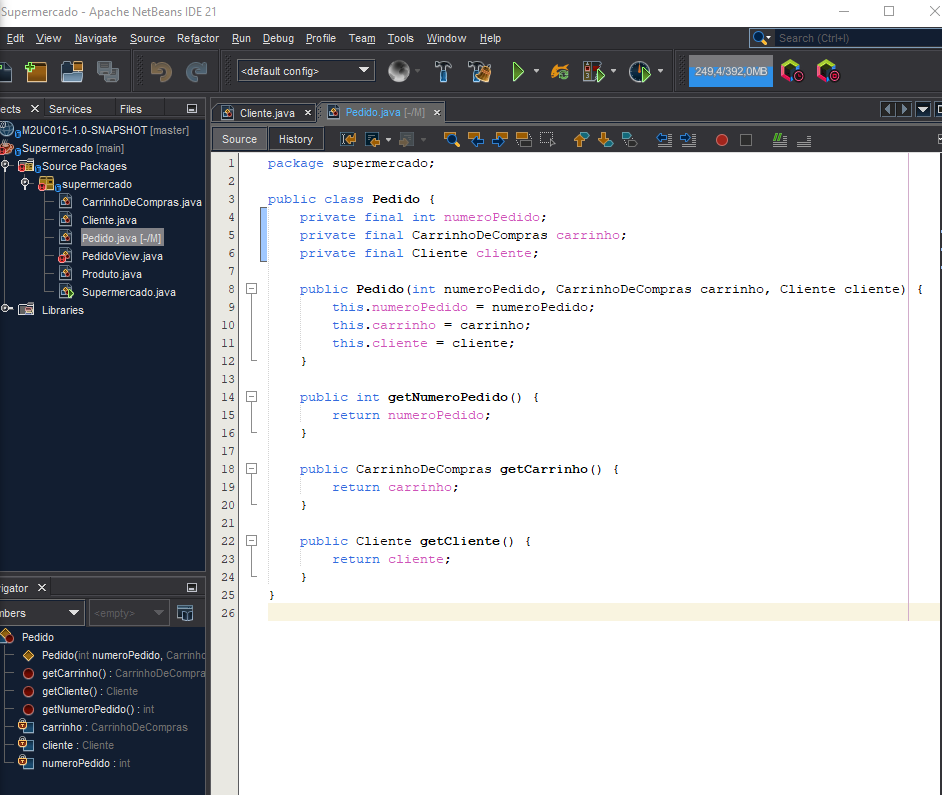 Supermercado - Apache NetBeans IDE 21
Edit View Navigate Source Refactor Run Debug Profile Team Tools Window Help
Search (Ctrl+I)
<default config>
249,4/392,0MB
ects Services Files
M2UC015-1.0-SNAPSHOT [master]
Supermercado [main]
Source Packages
supermercado
CarrinhoDeCompras.java
Cliente.java
Pedido.java [-/M]
PedidoView.java
Produto.java
Supermercado.java
Libraries
Cliente.java Pedido.java [-/M]
Source History
1 package supermercado;
2
3 public class Pedido {
4 private final int numeroPedido;
5 private final CarrinhoDeCompras carrinho;
6 private final Cliente cliente;
7
8 public Pedido(int numeroPedido, CarrinhoDeCompras carrinho, Cliente cliente) {
9 this.numeroPedido = numeroPedido;
10 this.carrinho = carrinho;
11 this.cliente = cliente;
12 }
13
14 public int getNumeroPedido() {
15 return numeroPedido;
16 }
17
18 public CarrinhoDeCompras getCarrinho() {
19 return carrinho;
20 }
21
22 public Cliente getCliente() {
23 return cliente;
24 }
25 }
26
igator
mbers <empty>
Pedido
Pedido(int numeroPedido, Carrinho
getCarrinho() : CarrinhoDeCompra
getCliente() : Cliente
getNumeroPedido() : int
carrinho : CarrinhoDeCompras
cliente : Cliente
numeroPedido : int